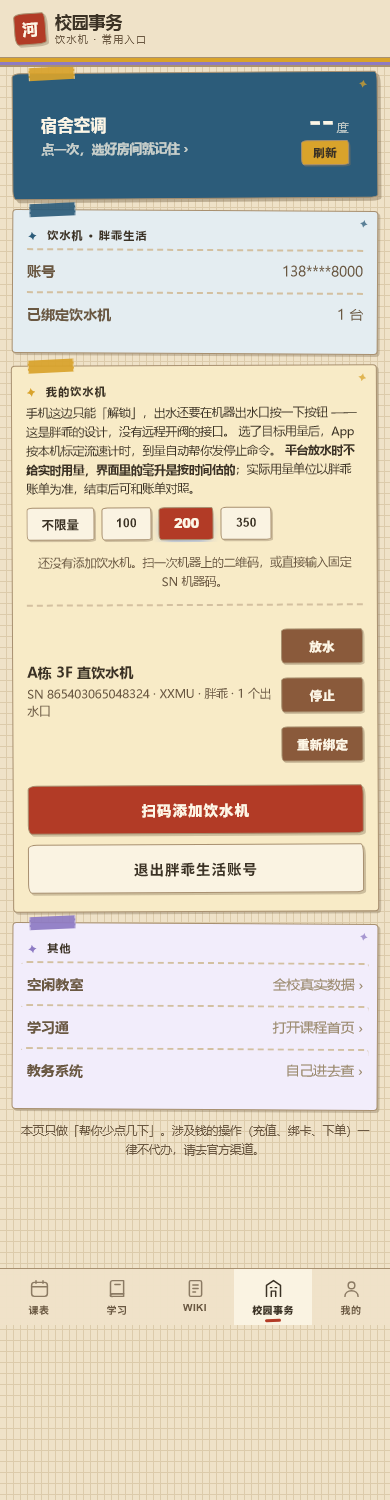 河
校园事务
饮水机 · 常用入口
宿舍空调
点一次，选好房间就记住 ›
-- 度
刷新
饮水机 · 胖乖生活
账号 138****8000
已绑定饮水机 1 台
我的饮水机
手机这边只能「解锁」，出水还要在机器出水口按一下按钮 ——
这是胖乖的设计，没有远程开阀的接口。 选了目标用量后，App
按本机标定流速计时，到量自动帮你发停止命令。 平台放水时不
给实时用量，界面里的毫升是按时间估的；实际用量单位以胖乖
账单为准，结束后可和账单对照。
不限量 100 200 350
还没有添加饮水机。扫一次机器上的二维码，或直接输入固定
SN 机器码。
A栋 3F 直饮水机
SN 865403065048324 · XXMU · 胖乖 · 1 个出
水口
放水
停止
重新绑定
扫码添加饮水机
退出胖乖生活账号
其他
空闲教室 全校真实数据 ›
学习通 打开课程首页 ›
教务系统 自己进去查 ›
本页只做「帮你少点几下」。涉及钱的操作（充值、绑卡、下单）一
律不代办，请去官方渠道。
课表 学习 WIKI 校园事务 我的